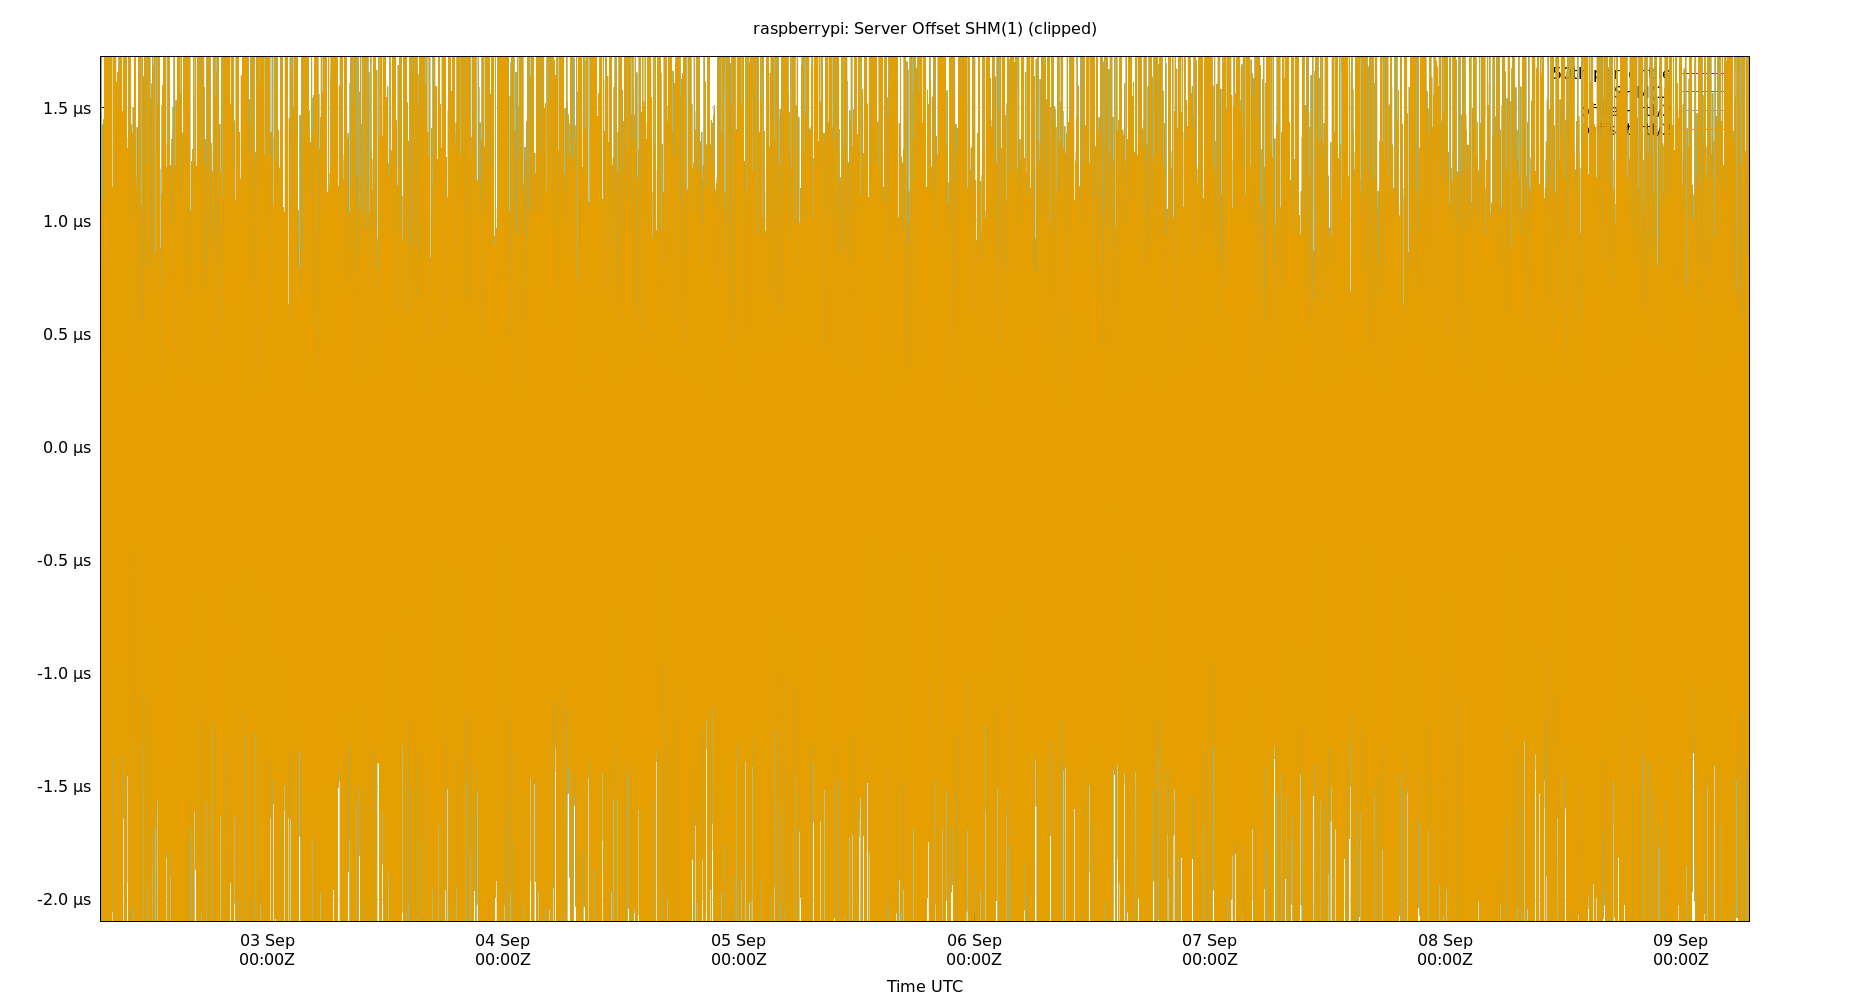 raspberrypi: Server Offset SHM(1) (clipped)
1.5 µs
1.0 µs
0.5 µs
0.0 µs
-0.5 µs
-1.0 µs
-1.5 µs
-2.0 µs
03 Sep 04 Sep 05 Sep 06 Sep 07 Sep 08 Sep 09 Sep
00:00Z 00:00Z 00:00Z 00:00Z 00:00Z 00:00Z 00:00Z
Time UTC